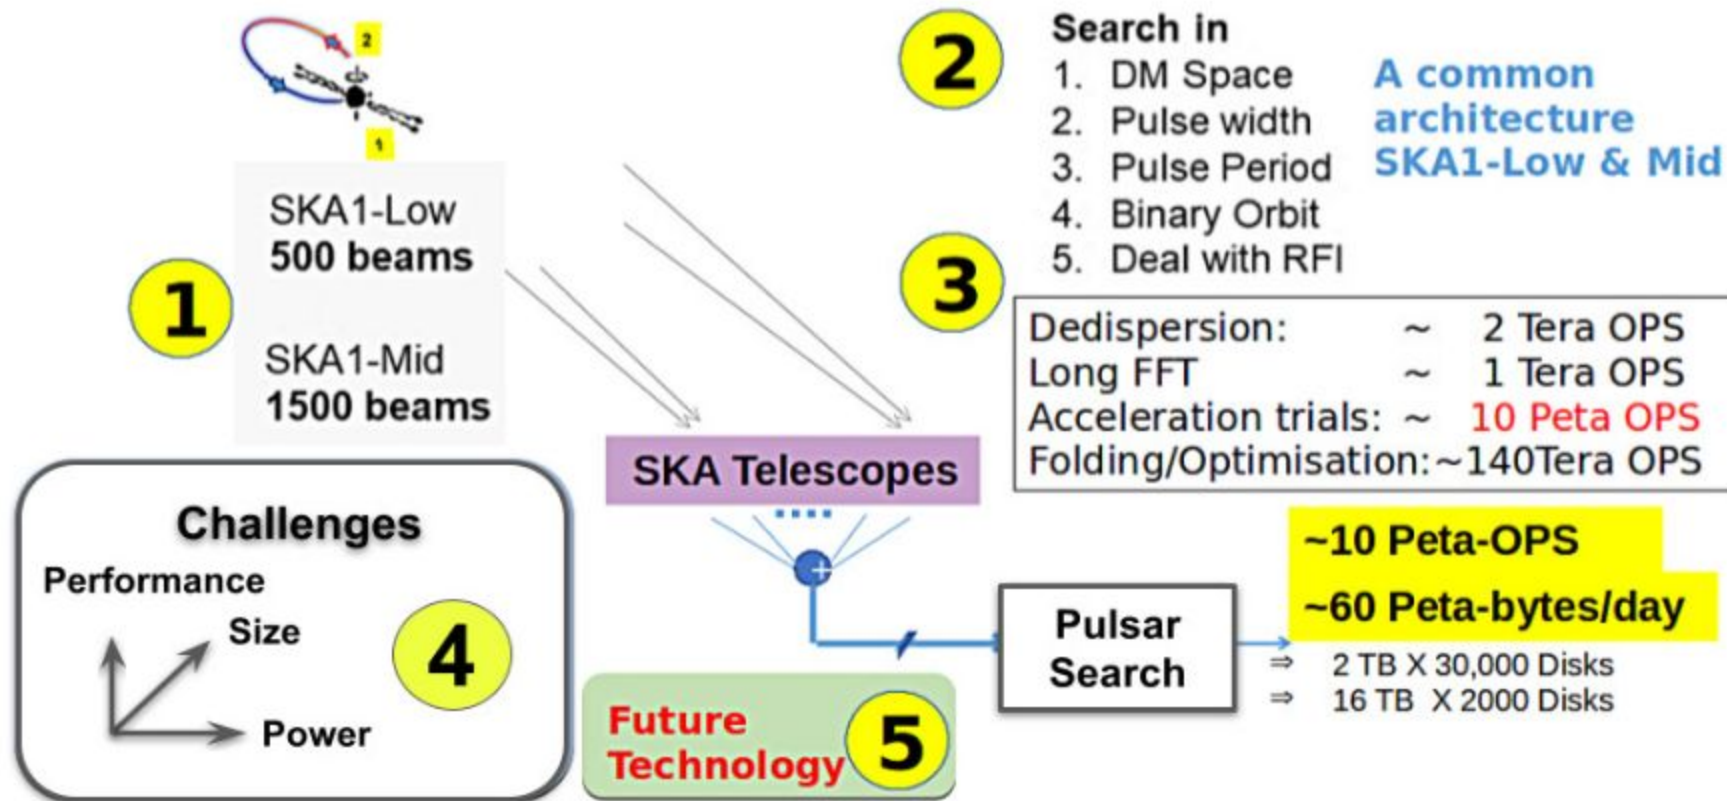 2
1
SKA1-Low
500 beams
SKA1-Mid
1500 beams
1
2
Search in
1. DM Space
2. Pulse width
3. Pulse Period
4. Binary Orbit
5. Deal with RFI
A common
architecture
SKA1-Low & Mid
3
Dedispersion: ~ 2 Tera OPS
Long FFT ~ 1 Tera OPS
Acceleration trials: ~ 10 Peta OPS
Folding/Optimisation:~140Tera OPS
SKA Telescopes
Challenges
Performance
Size
Power
4
Future
Technology
5
+
Pulsar
Search
~10 Peta-OPS
~60 Peta-bytes/day
⇒ 2 TB X 30,000 Disks
⇒ 16 TB X 2000 Disks